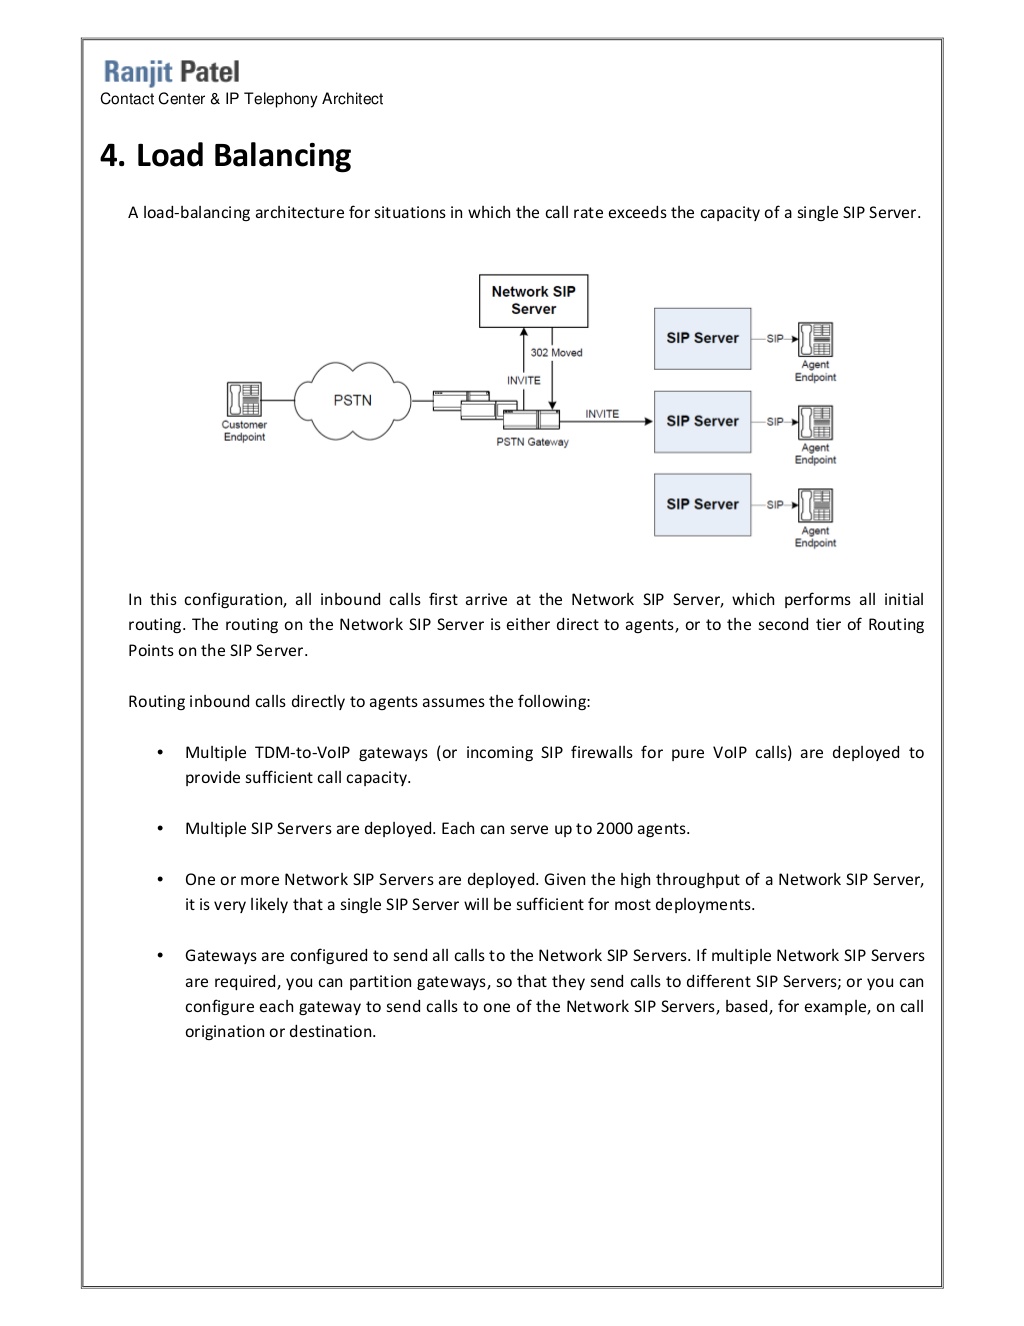 Ranjit Patel
Contact Center & IP Telephony Architect
4. Load Balancing
A load-balancing architecture for situations in which the call rate exceeds the capacity of a single SIP Server.
Network SIP
Server
302 Moved
INVITE
Customer
Endpoint
PSTN
PSTN Gateway
INVITE
SIP Server
SIP
Agent
Endpoint
SIP Server
SIP
Agent
Endpoint
SIP Server
SIP
Agent
Endpoint
In this configuration, all inbound calls first arrive at the Network SIP Server, which performs all initial
routing. The routing on the Network SIP Server is either direct to agents, or to the second tier of Routing
Points on the SIP Server.
Routing inbound calls directly to agents assumes the following:
• Multiple TDM-to-VoIP gateways (or incoming SIP firewalls for pure VoIP calls) are deployed to
provide sufficient call capacity.
• Multiple SIP Servers are deployed. Each can serve up to 2000 agents.
• One or more Network SIP Servers are deployed. Given the high throughput of a Network SIP Server,
it is very likely that a single SIP Server will be sufficient for most deployments.
• Gateways are configured to send all calls to the Network SIP Servers. If multiple Network SIP Servers
are required, you can partition gateways, so that they send calls to different SIP Servers; or you can
configure each gateway to send calls to one of the Network SIP Servers, based, for example, on call
origination or destination.